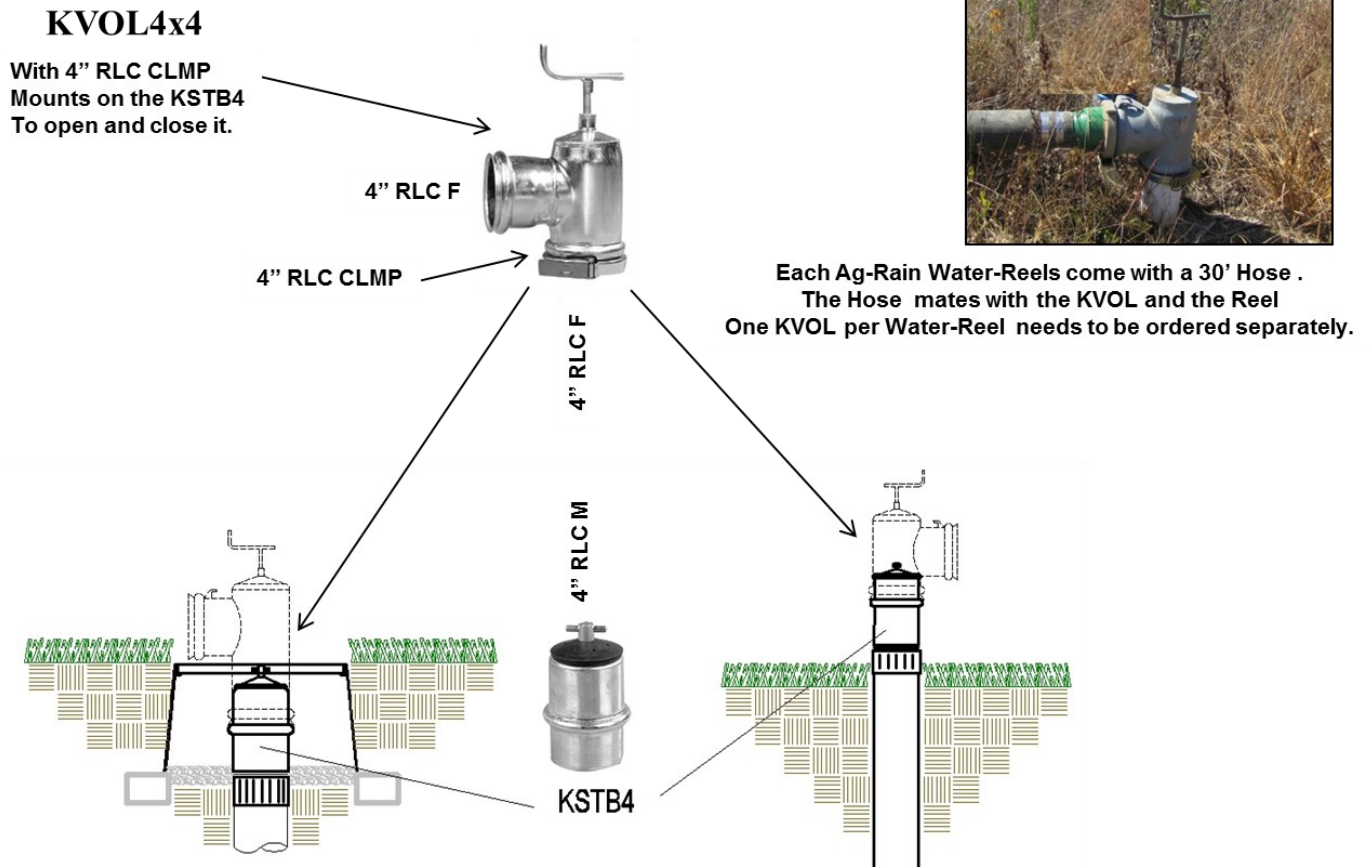 KVOL4x4
With 4” RLC CLMP
Mounts on the KSTB4
To open and close it.
4” RLC F
4” RLC CLMP
Each Ag-Rain Water-Reels come with a 30’ Hose .
The Hose mates with the KVOL and the Reel
One KVOL per Water-Reel needs to be ordered separately.
4” RLC F
4” RLC M
KSTB4